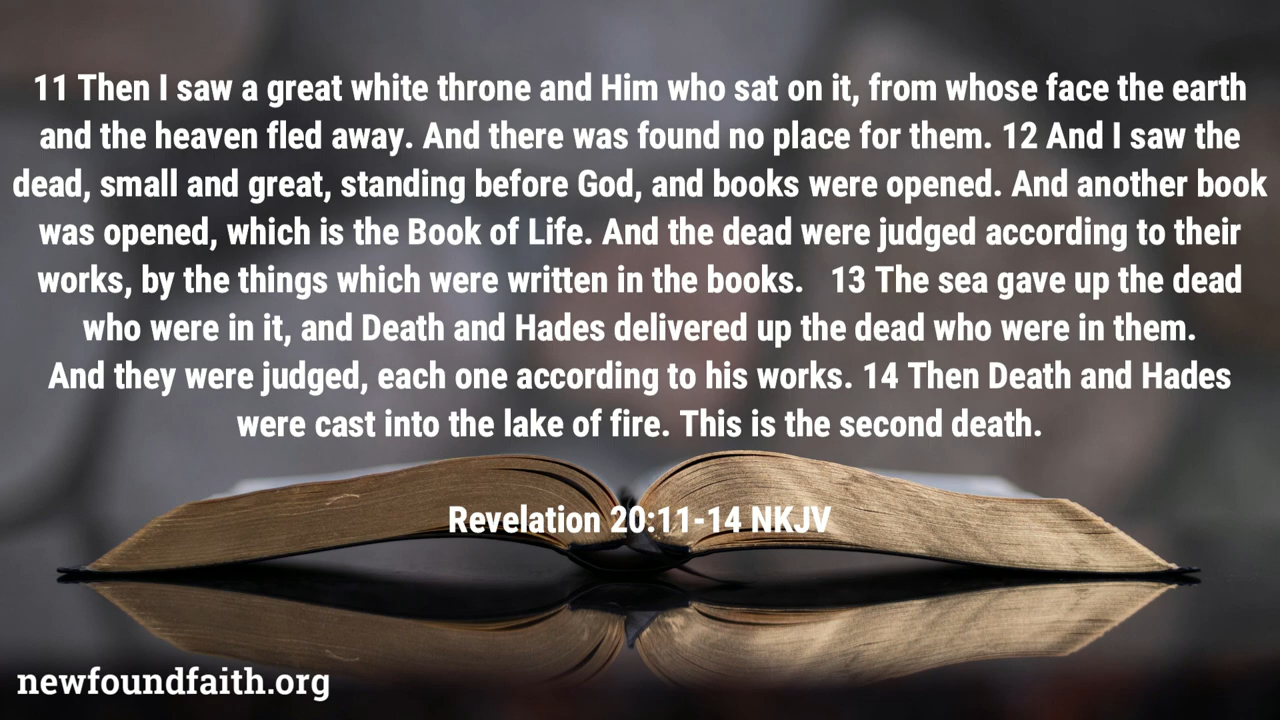 11 Then I saw a great white throne and Him who sat on it, from whose face the earth
and the heaven fled away. And there was found no place for them. 12 And I saw the
dead, small and great, standing before God, and books were opened. And another book
was opened, which is the Book of Life. And the dead were judged according to their
works, by the things which were written in the books.   13 The sea gave up the dead
who were in it, and Death and Hades delivered up the dead who were in them.
And they were judged, each one according to his works. 14 Then Death and Hades
were cast into the lake of fire. This is the second death.
Revelation 20:11-14 NKJV
newfoundfaith.org